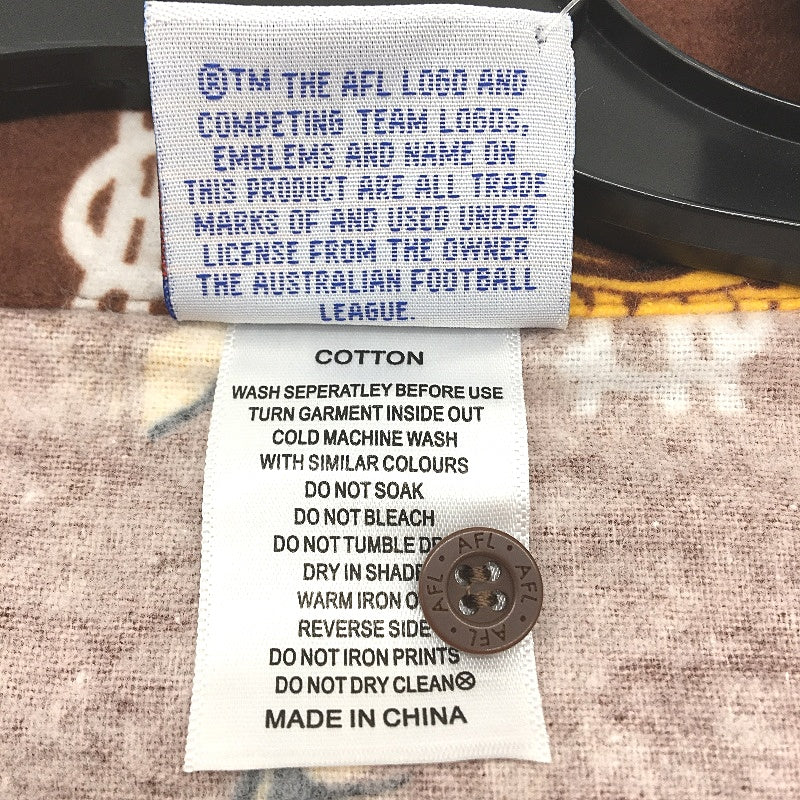 ®™ THE AFL LOGO AND
COMPETING TEAM LOGOS,
EMBLEMS AND NAME ON
THIS PRODUCT ARE ALL TRADE
MARKS OF AND USED UNDER
LICENSE FROM THE OWNER
THE AUSTRALIAN FOOTBALL
LEAGUE.
COTTON
WASH SEPERATLEY BEFORE USE
TURN GARMENT INSIDE OUT
COLD MACHINE WASH
WITH SIMILAR COLOURS
DO NOT SOAK
DO NOT BLEACH
DO NOT TUMBLE
DRY IN SHADE
WARM IRON
REVERSE SIDE
DO NOT IRON PRINTS
DO NOT DRY CLEAN
MADE IN CHINA
AFL · AFL · AFL · AFL ·